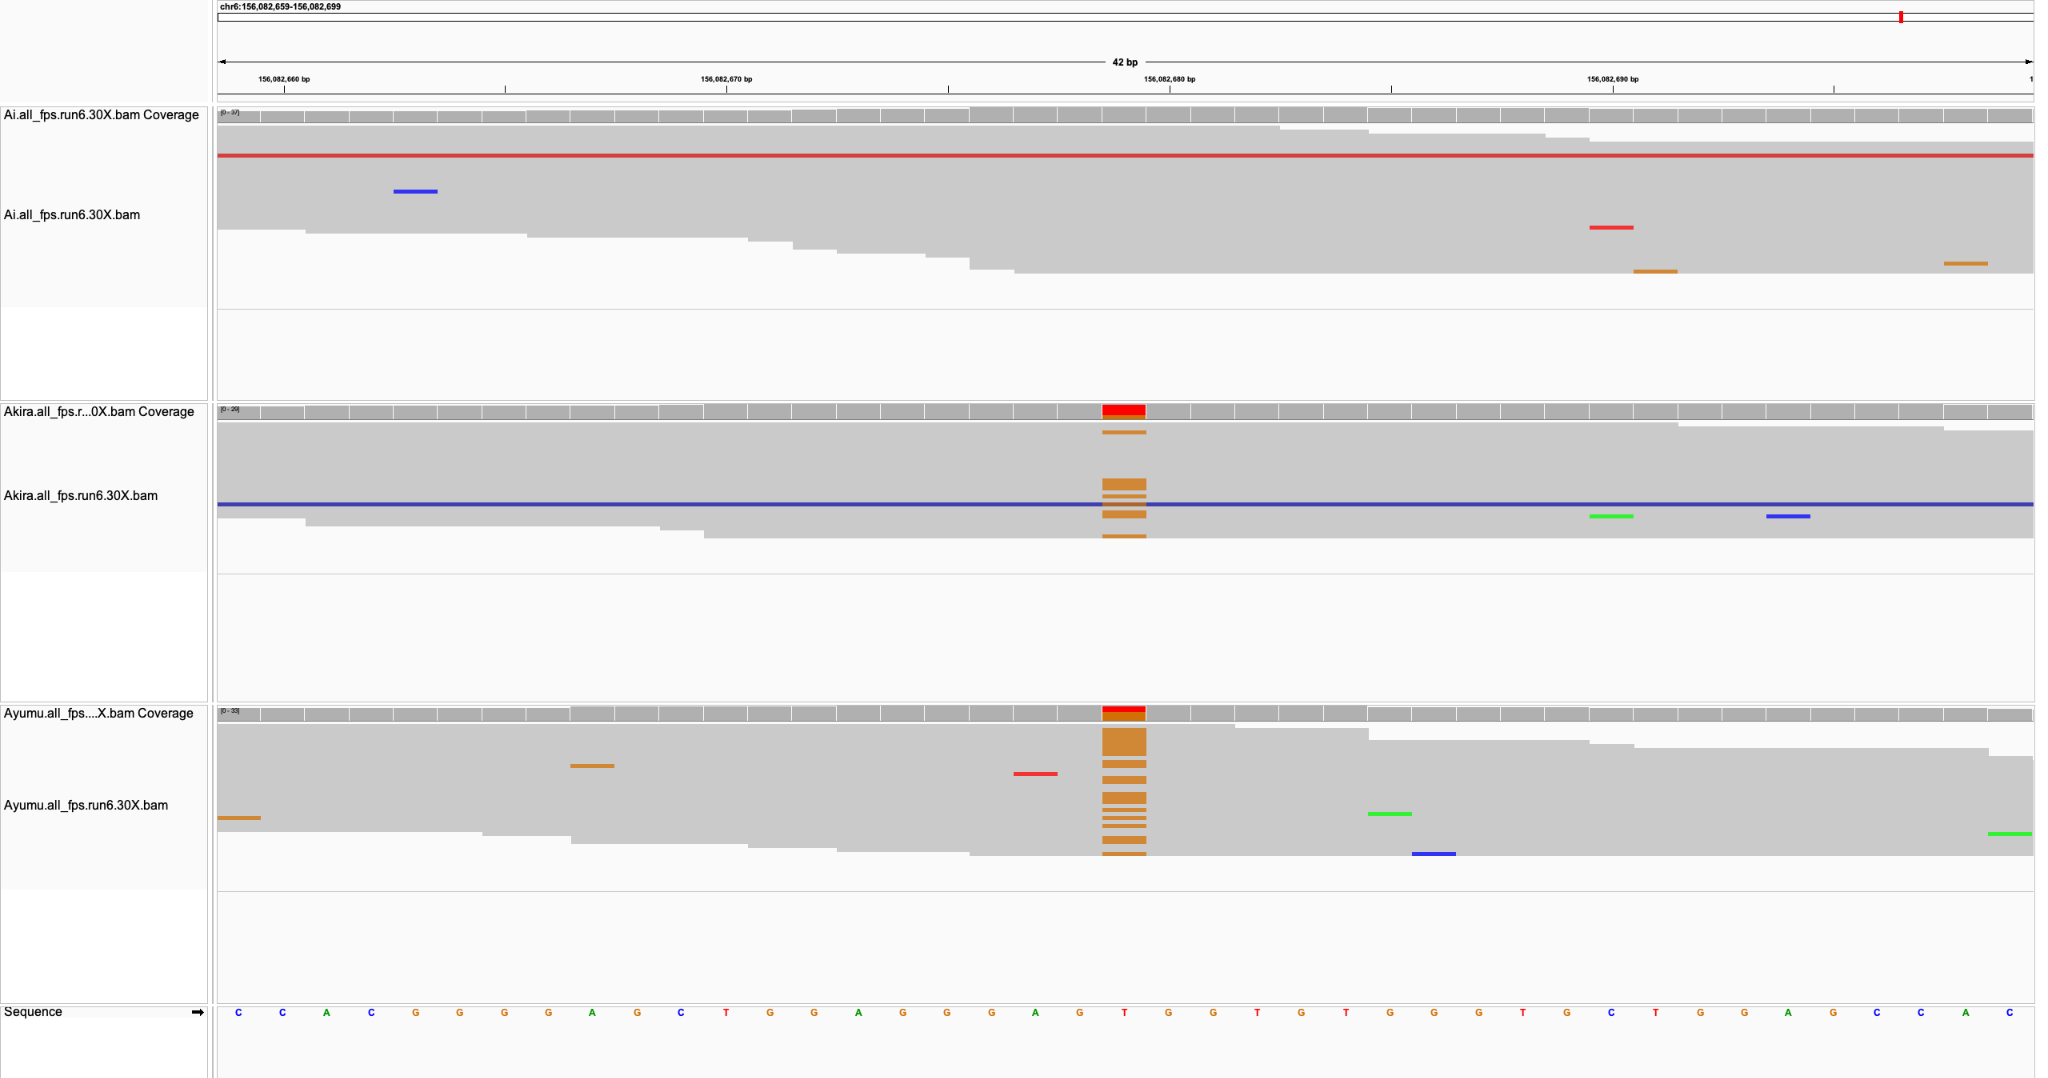 chr6:156,082,659-156,082,699
42 bp
156,082,660 bp 156,082,670 bp 156,082,680 bp 156,082,690 bp 1
Ai.all_fps.run6.30X.bam Coverage
[0 - 37]
Ai.all_fps.run6.30X.bam
Akira.all_fps.r...0X.bam Coverage
[0 - 29]
Akira.all_fps.run6.30X.bam
Ayumu.all_fps....X.bam Coverage
[0 - 33]
Ayumu.all_fps.run6.30X.bam
Sequence C C A C G G G G A G C T G G A G G G A G T G G T G T G G G T G C T G G A G C C A C